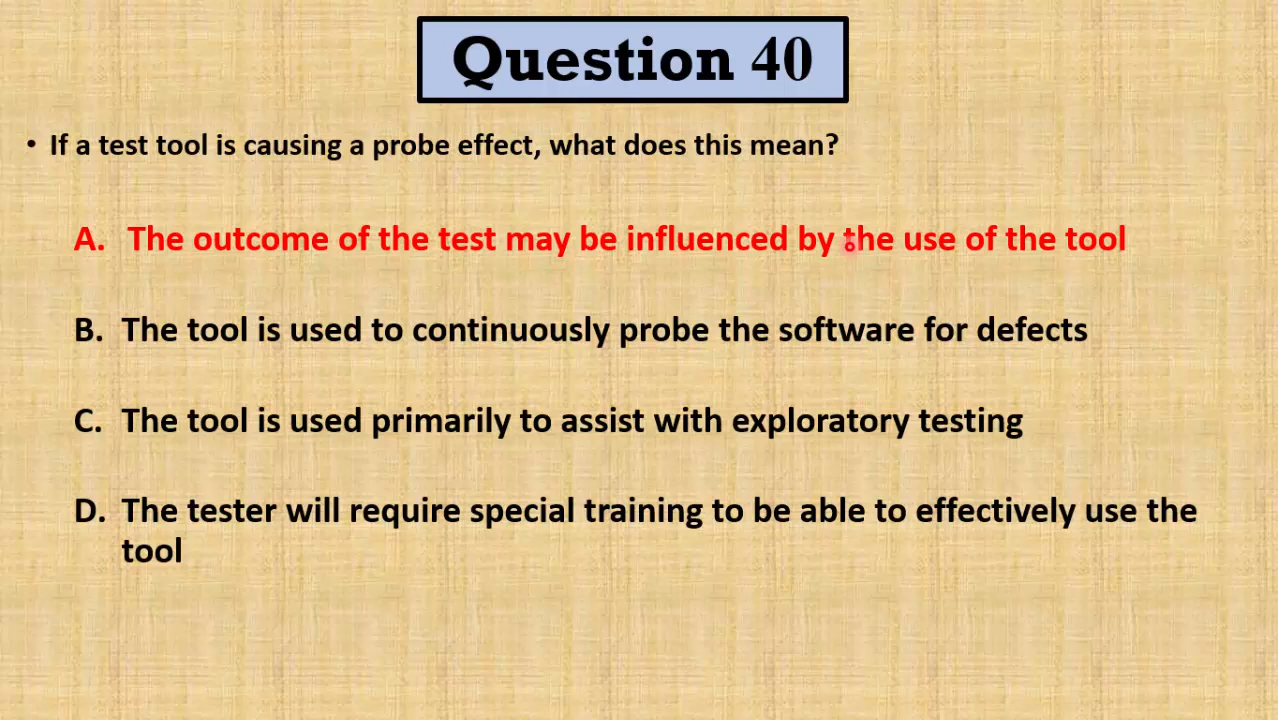 Question 40
• If a test tool is causing a probe effect, what does this mean?
A. The outcome of the test may be influenced by the use of the tool
B. The tool is used to continuously probe the software for defects
C. The tool is used primarily to assist with exploratory testing
D. The tester will require special training to be able to effectively use the
tool